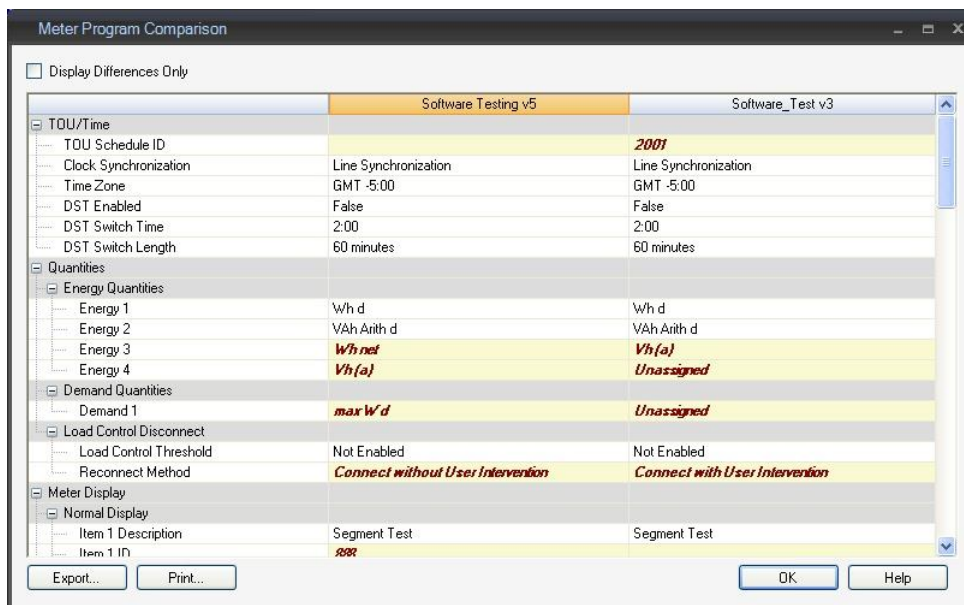 Meter Program Comparison
Display Differences Only
Software Testing v5 Software_Test v3
TOU/Time
TOU Schedule ID 2001
Clock Synchronization Line Synchronization Line Synchronization
Time Zone GMT -5:00 GMT -5:00
DST Enabled False False
DST Switch Time 2:00 2:00
DST Switch Length 60 minutes 60 minutes
Quantities
Energy Quantities
Energy 1 Wh d Wh d
Energy 2 VAh Arith d VAh Arith d
Energy 3 Wh net Vh(a)
Energy 4 Vh(a) Unassigned
Demand Quantities
Demand 1 max W d Unassigned
Load Control Disconnect
Load Control Threshold Not Enabled Not Enabled
Reconnect Method Connect without User Intervention Connect with User Intervention
Meter Display
Normal Display
Item 1 Description Segment Test Segment Test
Item 1 ID 888
Export... Print... OK Help